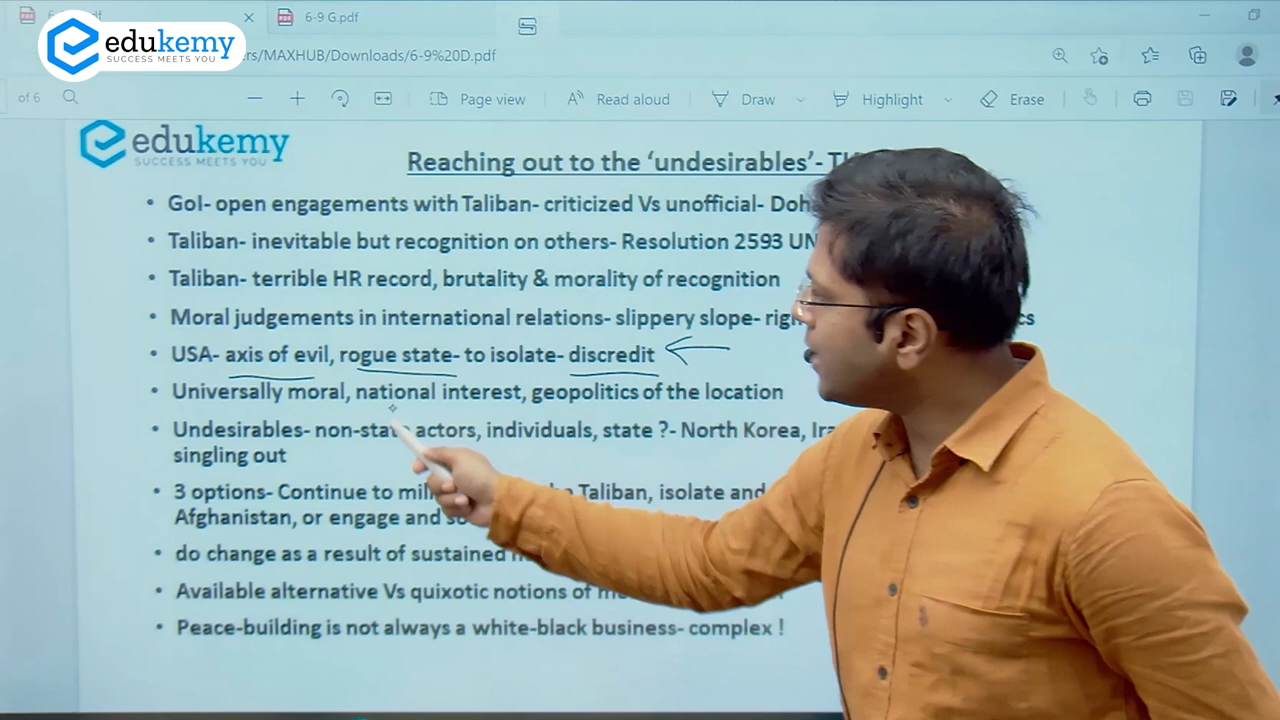 6-9 G.pdf
edukemy
SUCCESS MEETS YOU
ers/MAXHUB/Downloads/6-9%20D.pdf
of 6
Page view
Read aloud
Draw
Highlight
Erase
edukemy
SUCCESS MEETS YOU
Reaching out to the ‘undesirables’-
• GoI- open engagements with Taliban- criticized Vs unofficial-
• Taliban- inevitable but recognition on others- Resolution 2593
• Taliban- terrible HR record, brutality & morality of recognition
• Moral judgements in international relations- slippery slope-
• USA- axis of evil, rogue state- to isolate- discredit
• Universally moral, national interest, geopolitics of the location
• Undesirables- non-state actors, individuals, state ?- North Korea,
singling out
• 3 options- Continue to Taliban, isolate and
Afghanistan, or engage and
• do change as a result of sustained
• Available alternative Vs quixotic notions of
• Peace-building is not always a white-black business- complex !